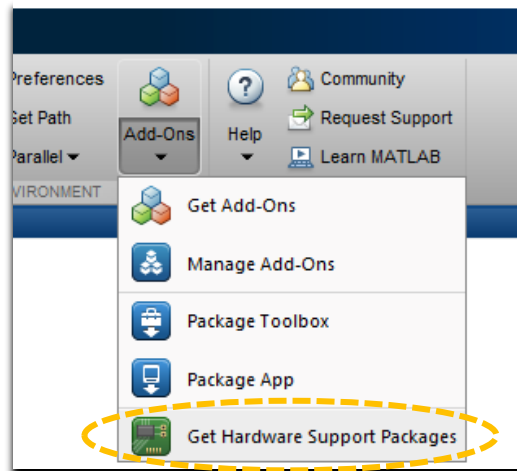 Preferences
Set Path
Parallel
VIRONMENT
Add-Ons
?
Help
Community
Request Support
Learn MATLAB
Get Add-Ons
Manage Add-Ons
Package Toolbox
Package App
Get Hardware Support Packages